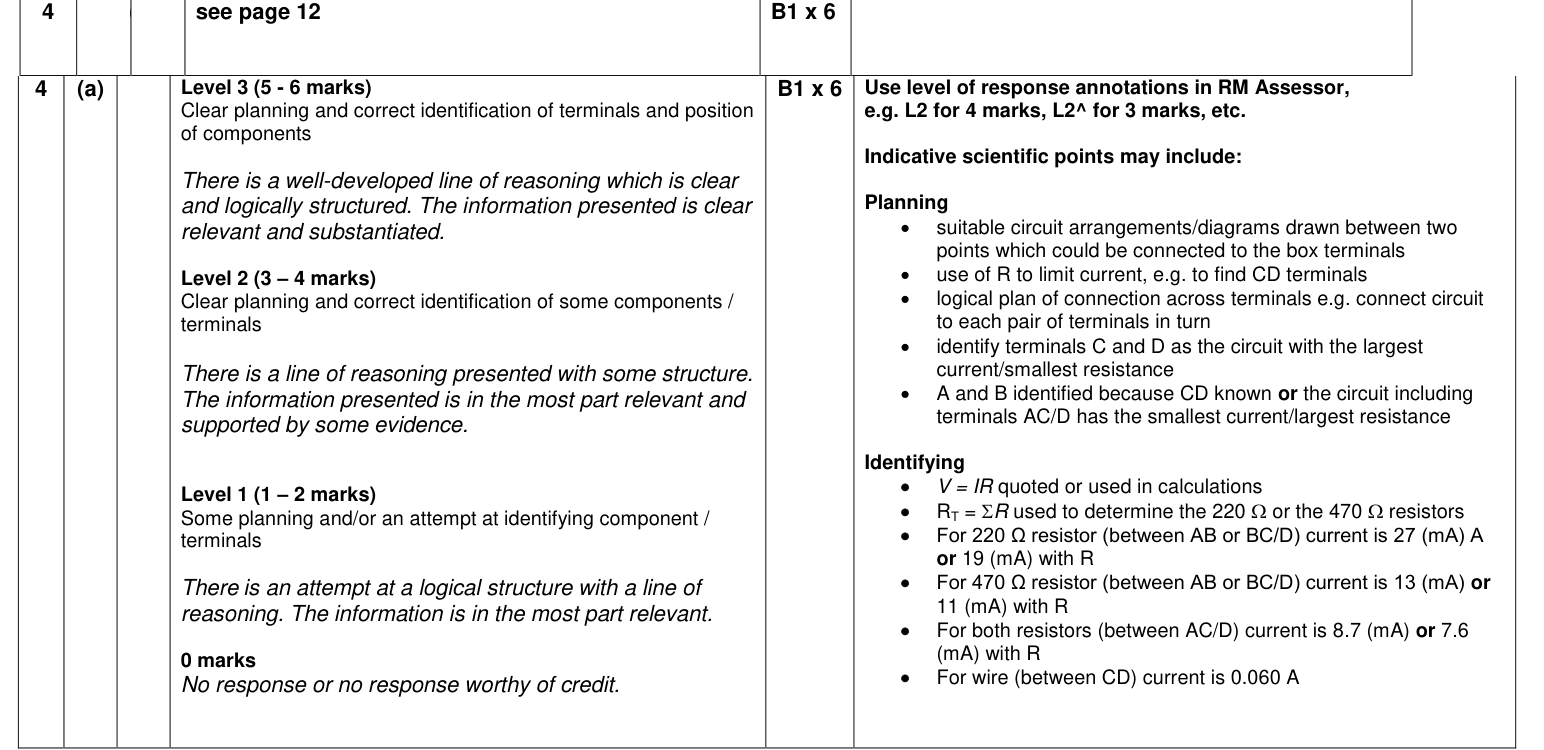 4 see page 12 B1 x 6
4 (a) Level 3 (5 - 6 marks)
Clear planning and correct identification of terminals and position
of components
There is a well-developed line of reasoning which is clear
and logically structured. The information presented is clear
relevant and substantiated.
Level 2 (3 – 4 marks)
Clear planning and correct identification of some components /
terminals
There is a line of reasoning presented with some structure.
The information presented is in the most part relevant and
supported by some evidence.
Level 1 (1 – 2 marks)
Some planning and/or an attempt at identifying component /
terminals
There is an attempt at a logical structure with a line of
reasoning. The information is in the most part relevant.
0 marks
No response or no response worthy of credit.
B1 x 6
Use level of response annotations in RM Assessor,
e.g. L2 for 4 marks, L2^ for 3 marks, etc.
Indicative scientific points may include:
Planning
• suitable circuit arrangements/diagrams drawn between two
points which could be connected to the box terminals
• use of R to limit current, e.g. to find CD terminals
• logical plan of connection across terminals e.g. connect circuit
to each pair of terminals in turn
• identify terminals C and D as the circuit with the largest
current/smallest resistance
• A and B identified because CD known or the circuit including
terminals AC/D has the smallest current/largest resistance
Identifying
• V = IR quoted or used in calculations
• RT = ΣR used to determine the 220 Ω or the 470 Ω resistors
• For 220 Ω resistor (between AB or BC/D) current is 27 (mA) A
or 19 (mA) with R
• For 470 Ω resistor (between AB or BC/D) current is 13 (mA) or
11 (mA) with R
• For both resistors (between AC/D) current is 8.7 (mA) or 7.6
(mA) with R
• For wire (between CD) current is 0.060 A